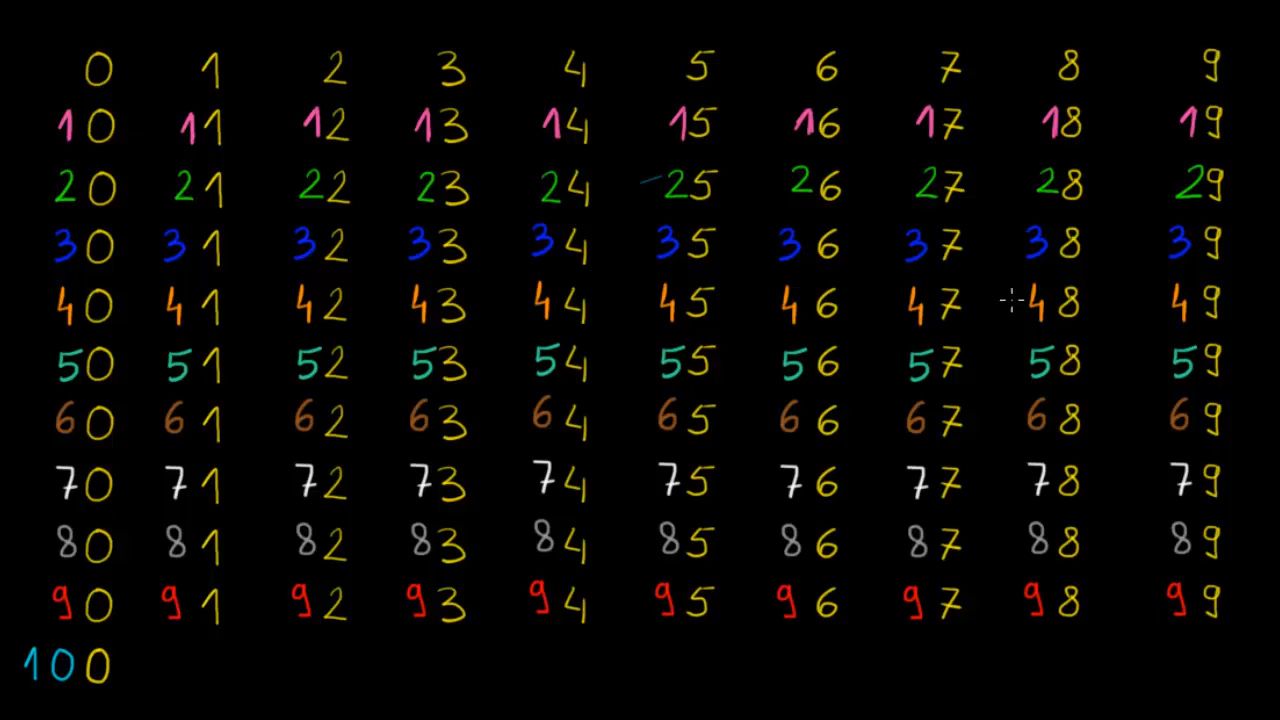 0 1 2 3 4 5 6 7 8 9
10 11 12 13 14 15 16 17 18 19
20 21 22 23 24 25 26 27 28 29
30 31 32 33 34 35 36 37 38 39
40 41 42 43 44 45 46 47 48 49
50 51 52 53 54 55 56 57 58 59
60 61 62 63 64 65 66 67 68 69
70 71 72 73 74 75 76 77 78 79
80 81 82 83 84 85 86 87 88 89
90 91 92 93 94 95 96 97 98 99
100